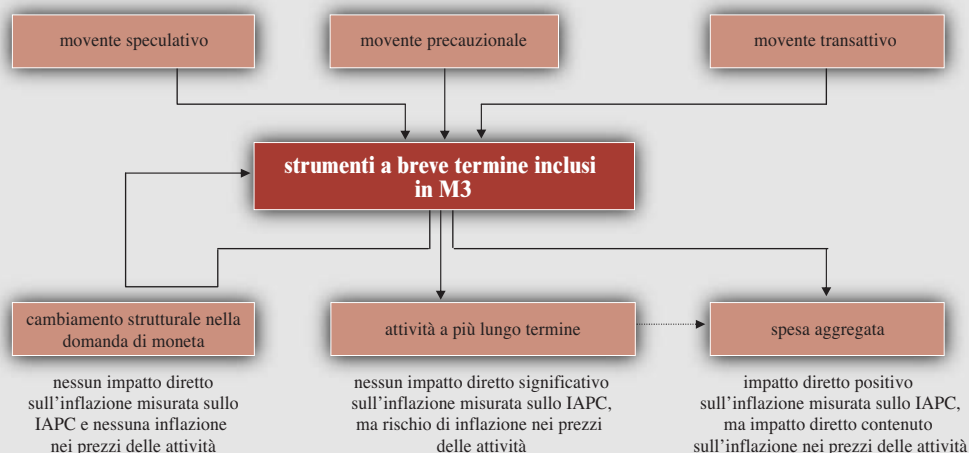 movente speculativo
movente precauzionale
movente transattivo
strumenti a breve termine inclusi
in M3
cambiamento strutturale nella
domanda di moneta
attività a più lungo termine
spesa aggregata
nessun impatto diretto
sull'inflazione misurata sullo
IAPC e nessuna inflazione
nei prezzi delle attività
nessun impatto diretto significativo
sull'inflazione misurata sullo IAPC,
ma rischio di inflazione nei prezzi
delle attività
impatto diretto positivo
sull'inflazione misurata sullo IAPC,
ma impatto diretto contenuto
sull'inflazione nei prezzi delle attività